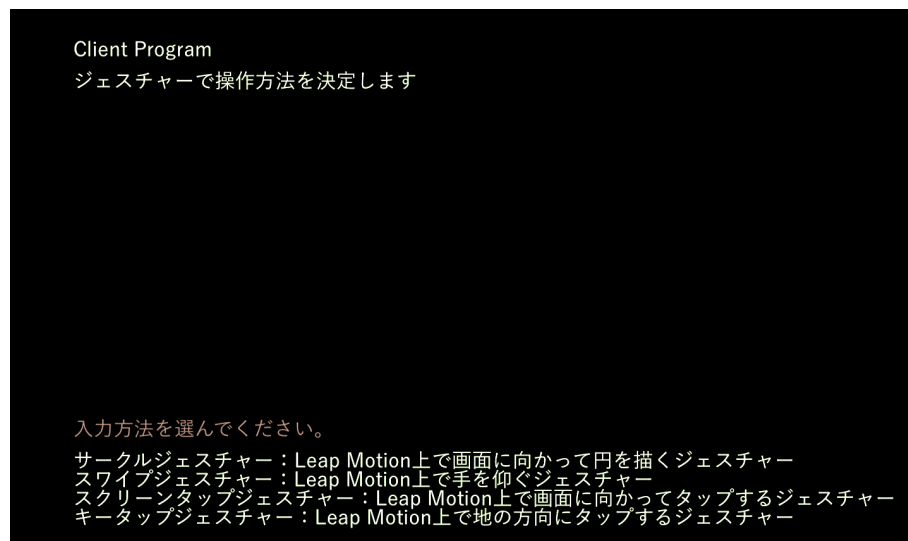 Client Program
ジェスチャーで操作方法を決定します
入力方法を選んでください。
サークルジェスチャー：Leap Motion上で画面に向かって円を描くジェスチャー
スワイプジェスチャー：Leap Motion上で手を仰ぐジェスチャー
スクリーンタップジェスチャー：Leap Motion上で画面に向かってタップするジェスチャー
キータップジェスチャー：Leap Motion上で地の方向にタップするジェスチャー